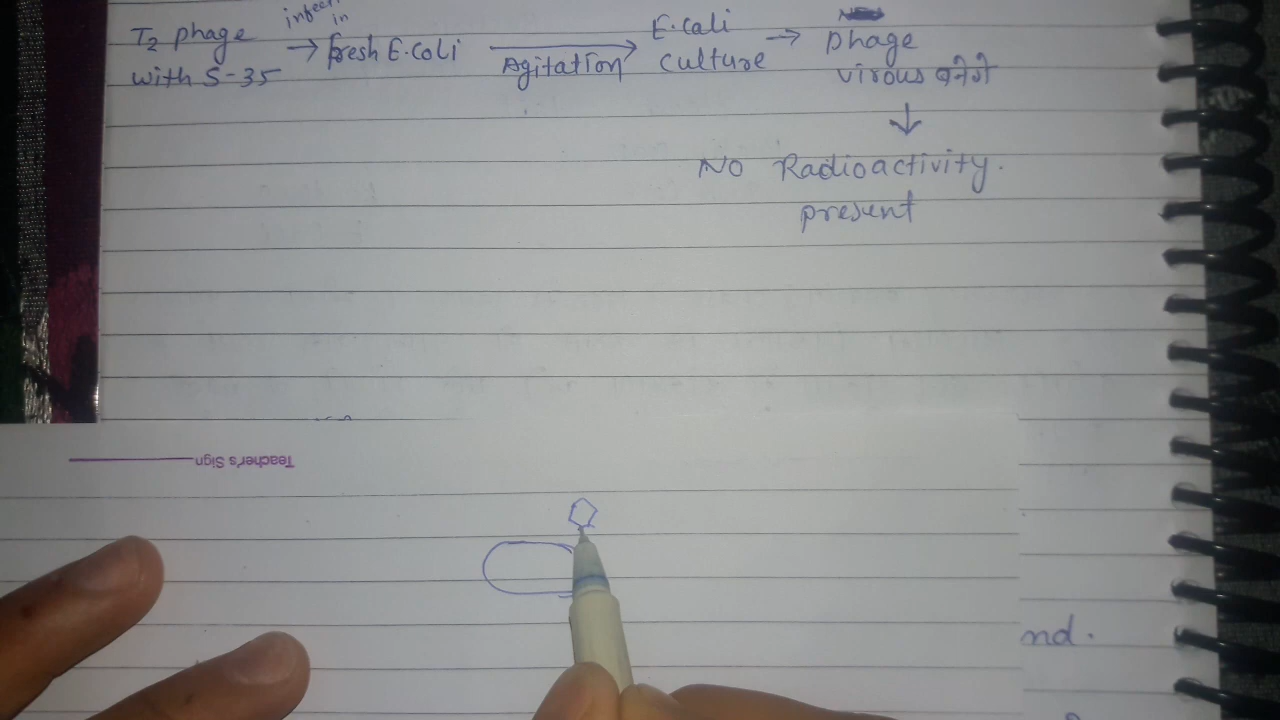 T2 phage with S-35
infect in
→ fresh E.Coli
Agitation →
E.Cali Culture →
Phage virous बनेगे
↓
No Radioactivity.
present
Teacher's Sign
nd.